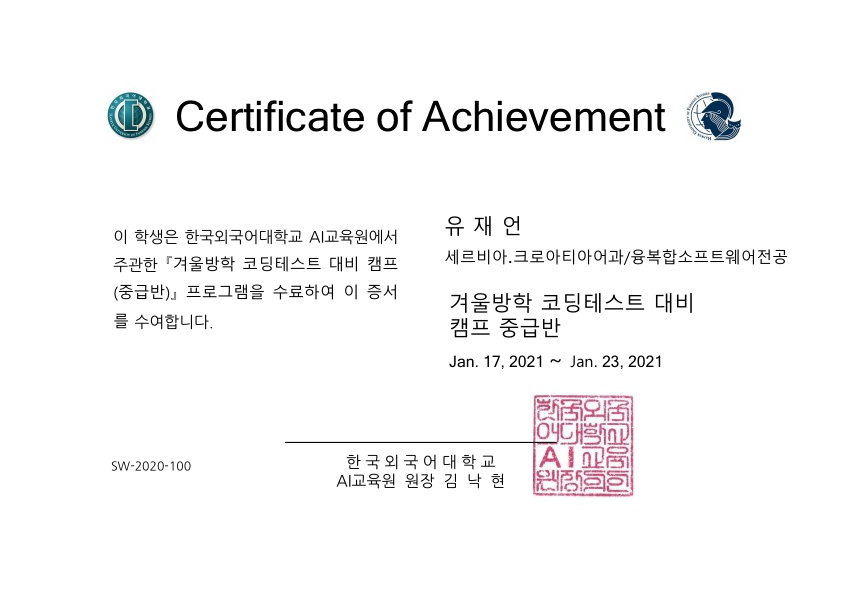 Certificate of Achievement
이 학생은 한국외국어대학교 AI교육원에서
주관한『겨울방학 코딩테스트 대비 캠프
(중급반)』프로그램을 수료하여 이 증서
를 수여합니다.
유 재 언
세르비아.크로아티아어과/융복합소프트웨어전공
겨울방학 코딩테스트 대비
캠프 중급반
Jan. 17, 2021 ~ Jan. 23, 2021
SW-2020-100
한국외국어대학교
AI교육원 원장 김 낙 현
한국외국
어대학교
AI교육
원장의인